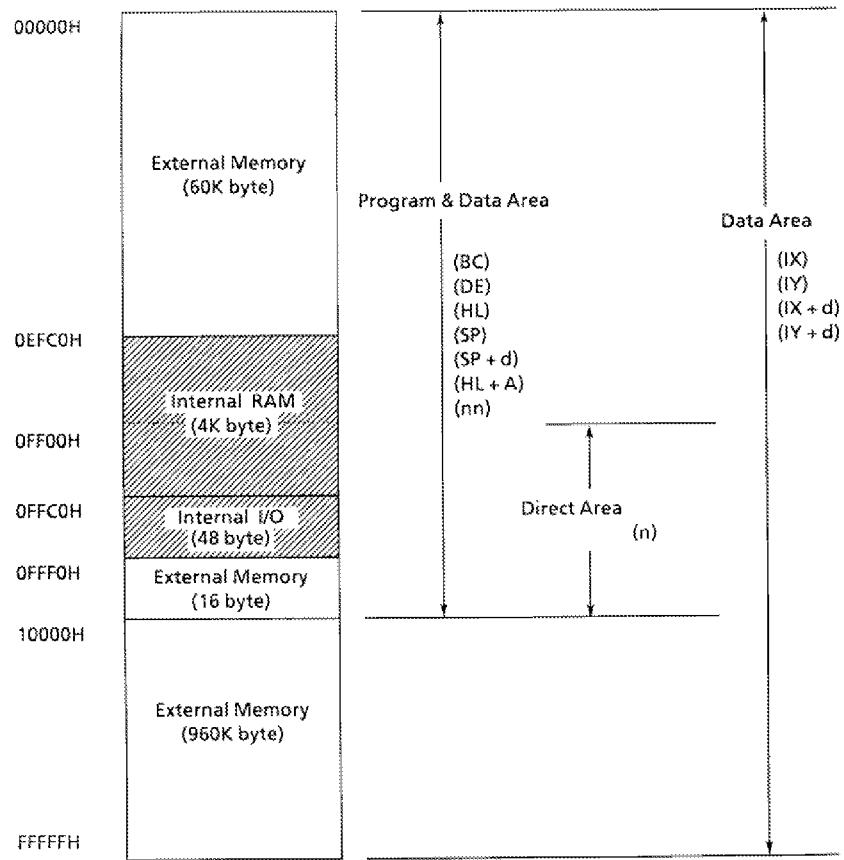 00000H
External Memory
(60K byte)
Program & Data Area
Data Area
(BC)
(DE)
(HL)
(SP)
(SP + d)
(HL + A)
(nn)
(IX)
(IY)
(IX + d)
(IY + d)
0EFC0H
Internal RAM
(4K byte)
0FF00H
0FFC0H
Internal I/O
(48 byte)
Direct Area
(n)
0FFF0H
External Memory
(16 byte)
10000H
External Memory
(960K byte)
FFFFFH